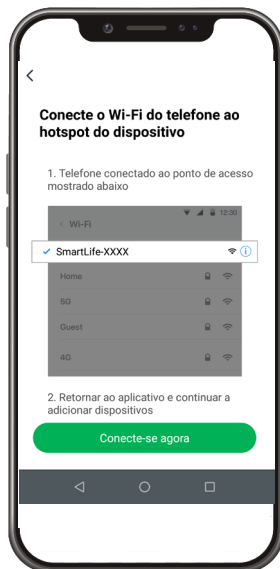 Conecte o Wi-Fi do telefone ao
hotspot do dispositivo
1. Telefone conectado ao ponto de acesso
mostrado abaixo
12:30
Wi-Fi
SmartLife-XXXX
Home
5G
Guest
4G
2. Retornar ao aplicativo e continuar a
adicionar dispositivos
Conecte-se agora